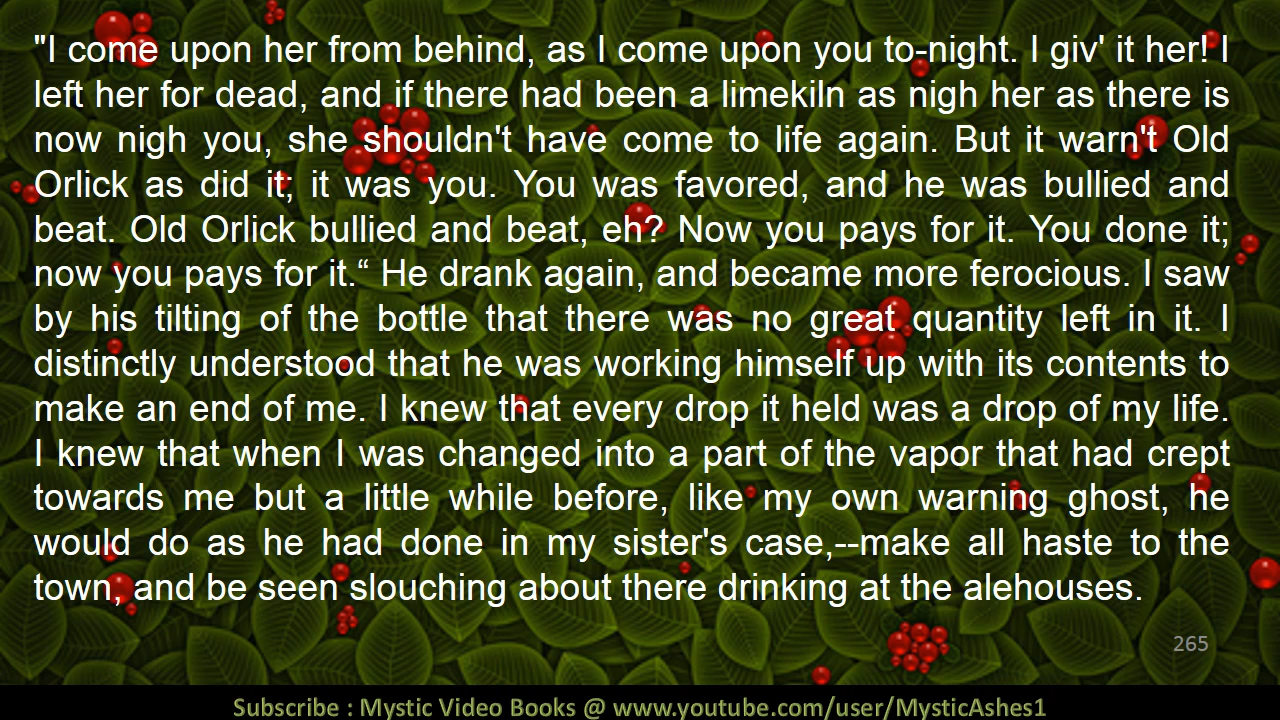 "I come upon her from behind, as I come upon you to-night. I giv' it her! I
left her for dead, and if there had been a limekiln as nigh her as there is
now nigh you, she shouldn't have come to life again. But it warn't Old
Orlick as did it; it was you. You was favored, and he was bullied and
beat. Old Orlick bullied and beat, eh? Now you pays for it. You done it;
now you pays for it.“ He drank again, and became more ferocious. I saw
by his tilting of the bottle that there was no great quantity left in it. I
distinctly understood that he was working himself up with its contents to
make an end of me. I knew that every drop it held was a drop of my life.
I knew that when I was changed into a part of the vapor that had crept
towards me but a little while before, like my own warning ghost, he
would do as he had done in my sister's case,--make all haste to the
town, and be seen slouching about there drinking at the alehouses.
265
Subscribe : Mystic Video Books @ www.youtube.com/user/MysticAshes1